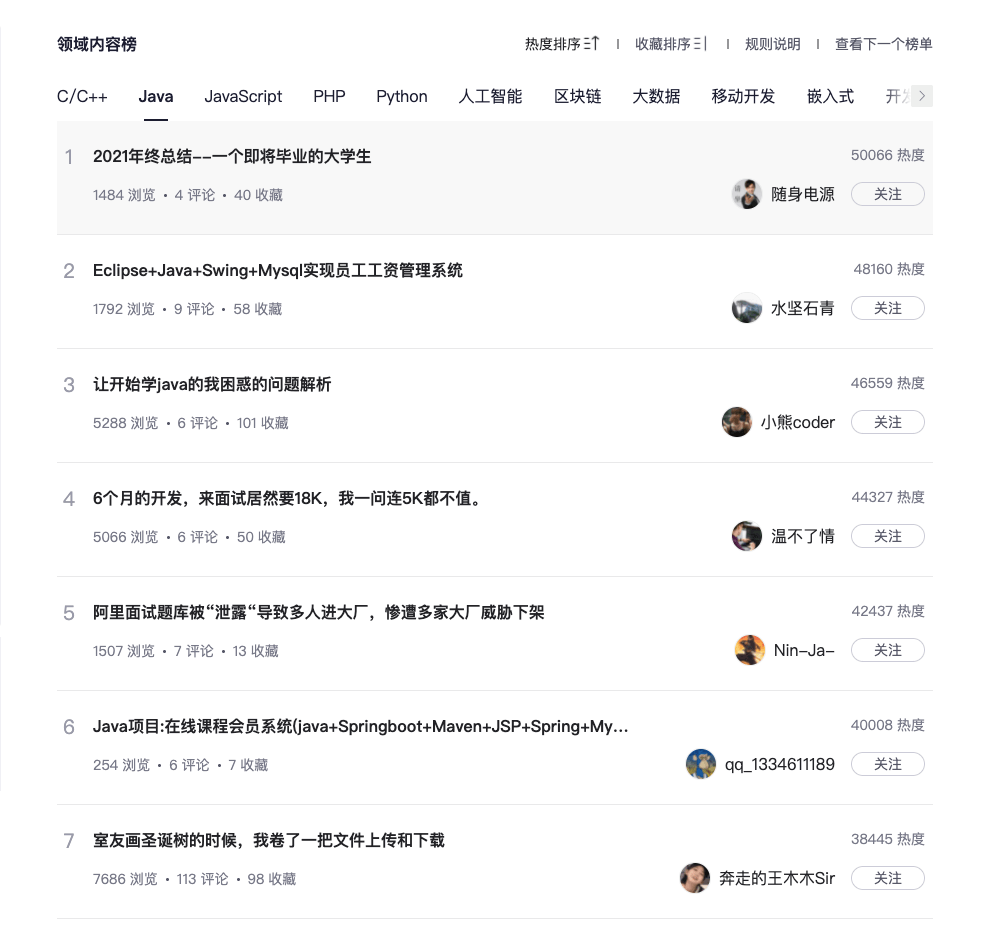 领域内容榜
热度排序 | 收藏排序 | 规则说明 | 查看下一个榜单
C/C++ Java JavaScript PHP Python 人工智能 区块链 大数据 移动开发 嵌入式 开发
1 2021年终总结--一个即将毕业的大学生 50066 热度
1484 浏览 • 4 评论 • 40 收藏 随身电源 关注
2 Eclipse+Java+Swing+Mysql实现员工工资管理系统 48160 热度
1792 浏览 • 9 评论 • 58 收藏 水坚石青 关注
3 让开始学java的我困惑的问题解析 46559 热度
5288 浏览 • 6 评论 • 101 收藏 小熊coder 关注
4 6个月的开发，来面试居然要18K，我一问连5K都不值。 44327 热度
5066 浏览 • 6 评论 • 50 收藏 温不了情 关注
5 阿里面试题库被“泄露“导致多人进大厂，惨遭多家大厂威胁下架 42437 热度
1507 浏览 • 7 评论 • 13 收藏 Nin-Ja- 关注
6 Java项目:在线课程会员系统(java+Springboot+Maven+JSP+Spring+My... 40008 热度
254 浏览 • 6 评论 • 7 收藏 qq_1334611189 关注
7 室友画圣诞树的时候，我卷了一把文件上传和下载 38445 热度
7686 浏览 • 113 评论 • 98 收藏 奔走的王木木Sir 关注